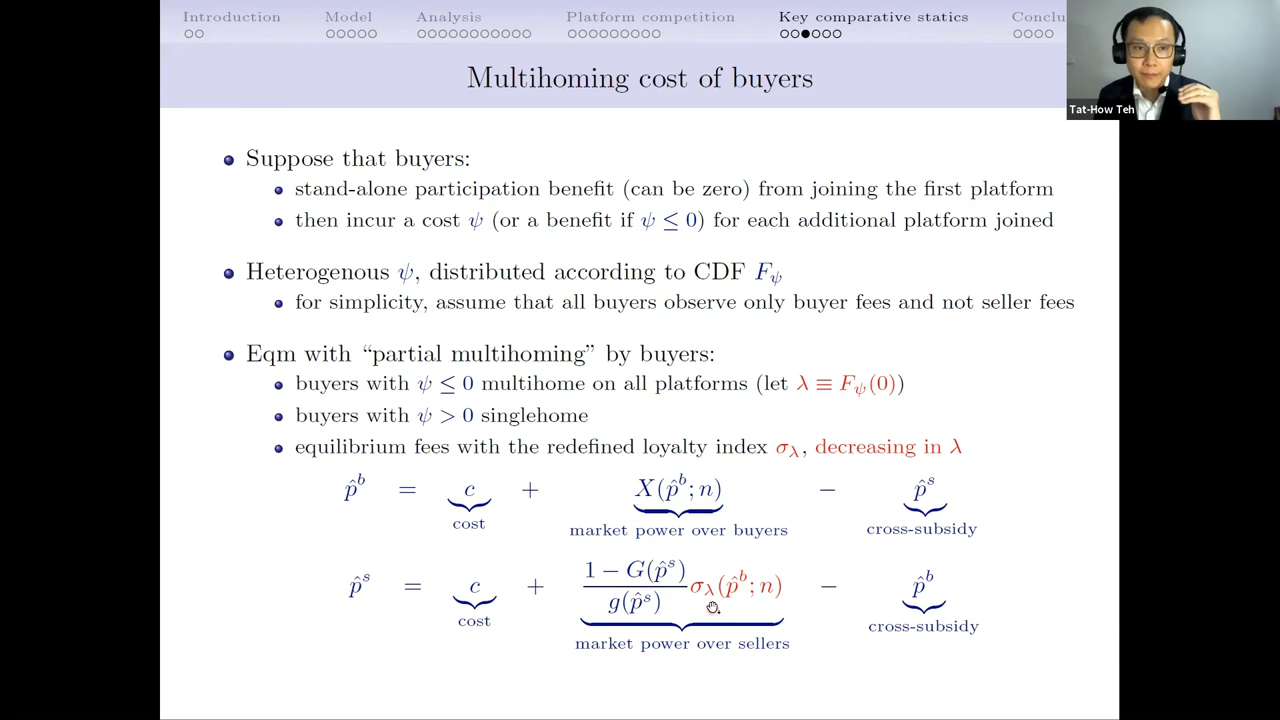 Introduction Model Analysis Platform competition Key comparative statics Conclu
Multihoming cost of buyers
Tat-How Teh
Suppose that buyers:
stand-alone participation benefit (can be zero) from joining the first platform
then incur a cost ψ (or a benefit if ψ ≤ 0) for each additional platform joined
Heterogenous ψ, distributed according to CDF F_ψ
for simplicity, assume that all buyers observe only buyer fees and not seller fees
Eqm with “partial multihoming” by buyers:
buyers with ψ ≤ 0 multihome on all platforms (let λ ≡ F_ψ(0))
buyers with ψ > 0 singlehome
equilibrium fees with the redefined loyalty index σ_λ, decreasing in λ
p̂^b = c + X(p̂^b; n) − p̂^s
cost market power over buyers cross-subsidy
p̂^s = c + (1 − G(p̂^s))/g(p̂^s) σ_λ(p̂^b; n) − p̂^b
cost market power over sellers cross-subsidy